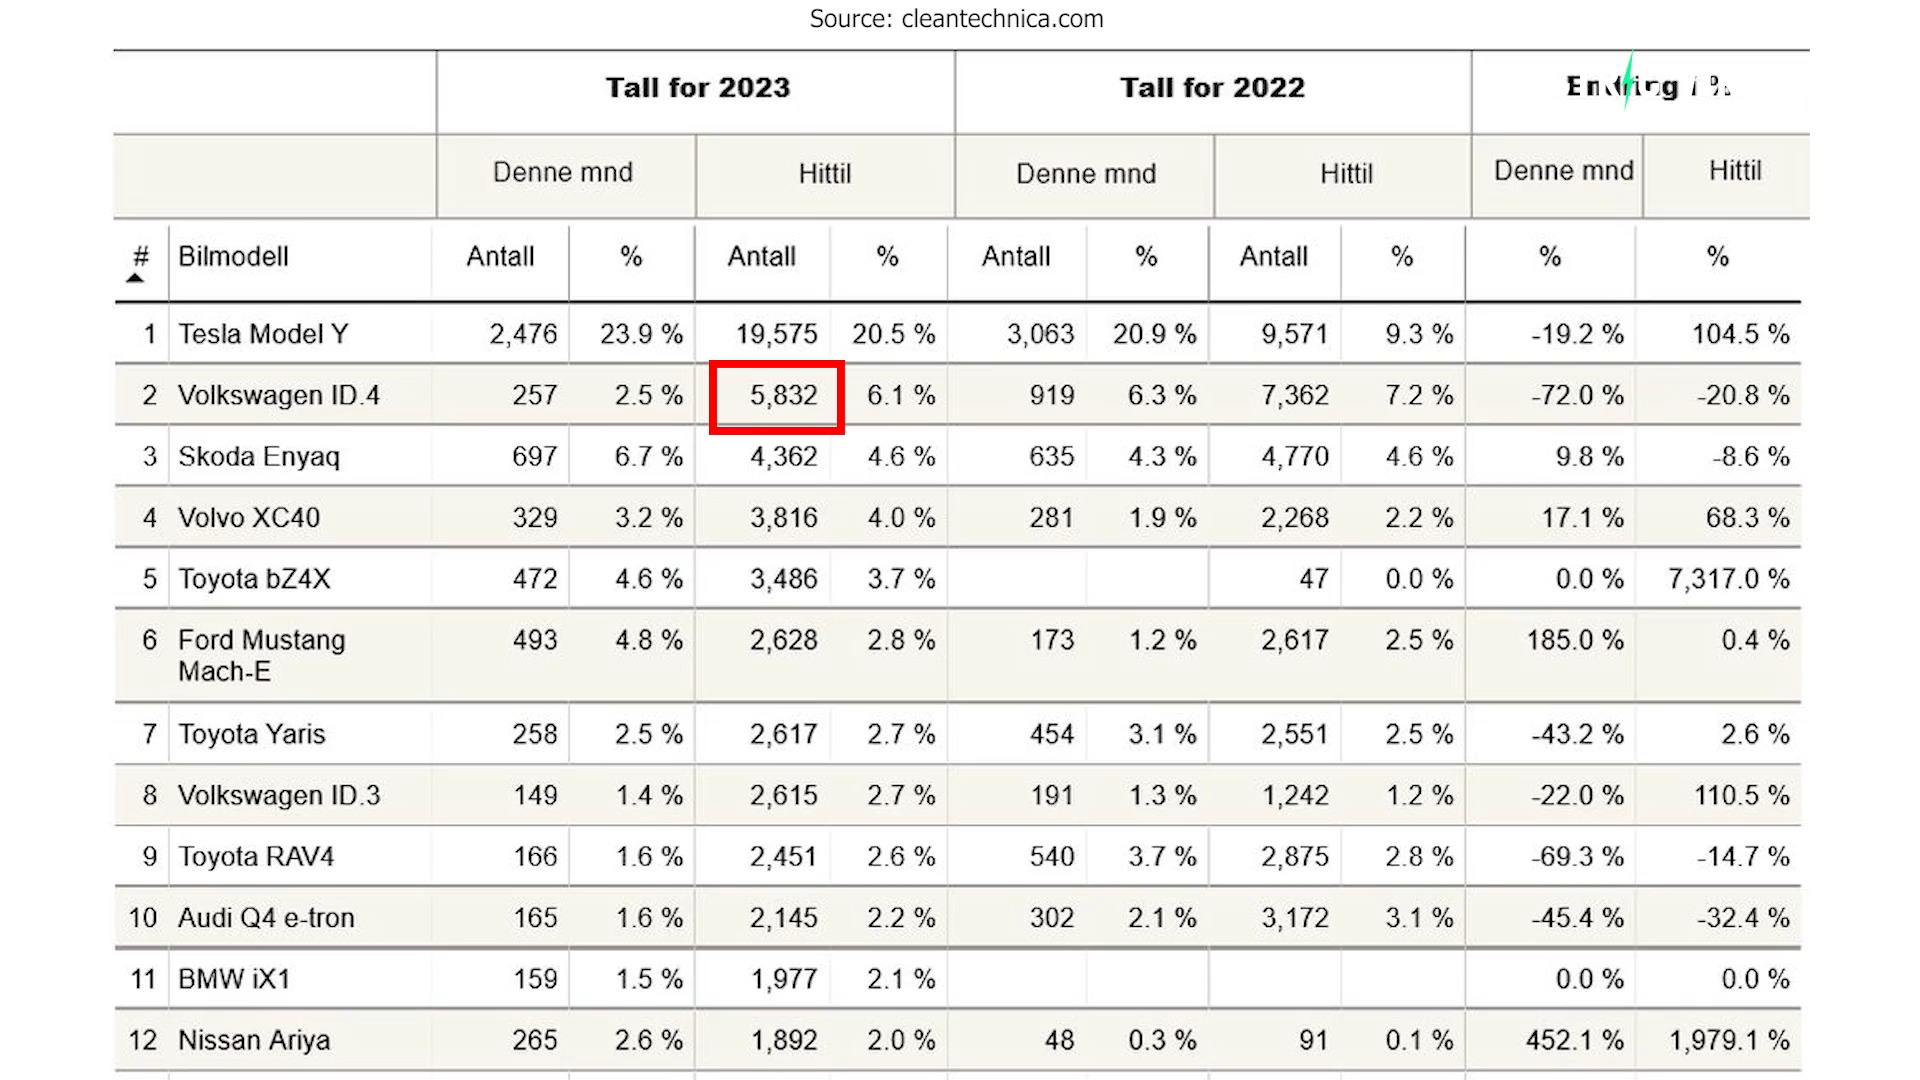 Source: cleantechnica.com
Tall for 2023 Tall for 2022
Denne mnd Hittil Denne mnd Hittil Denne mnd Hittil
# Bilmodell Antall % Antall % Antall % Antall % % %
1 Tesla Model Y 2,476 23.9 % 19,575 20.5 % 3,063 20.9 % 9,571 9.3 % -19.2 % 104.5 %
2 Volkswagen ID.4 257 2.5 % 5,832 6.1 % 919 6.3 % 7,362 7.2 % -72.0 % -20.8 %
3 Skoda Enyaq 697 6.7 % 4,362 4.6 % 635 4.3 % 4,770 4.6 % 9.8 % -8.6 %
4 Volvo XC40 329 3.2 % 3,816 4.0 % 281 1.9 % 2,268 2.2 % 17.1 % 68.3 %
5 Toyota bZ4X 472 4.6 % 3,486 3.7 % 47 0.0 % 0.0 % 7,317.0 %
6 Ford Mustang 493 4.8 % 2,628 2.8 % 173 1.2 % 2,617 2.5 % 185.0 % 0.4 %
Mach-E
7 Toyota Yaris 258 2.5 % 2,617 2.7 % 454 3.1 % 2,551 2.5 % -43.2 % 2.6 %
8 Volkswagen ID.3 149 1.4 % 2,615 2.7 % 191 1.3 % 1,242 1.2 % -22.0 % 110.5 %
9 Toyota RAV4 166 1.6 % 2,451 2.6 % 540 3.7 % 2,875 2.8 % -69.3 % -14.7 %
10 Audi Q4 e-tron 165 1.6 % 2,145 2.2 % 302 2.1 % 3,172 3.1 % -45.4 % -32.4 %
11 BMW iX1 159 1.5 % 1,977 2.1 % 0.0 % 0.0 %
12 Nissan Ariya 265 2.6 % 1,892 2.0 % 48 0.3 % 91 0.1 % 452.1 % 1,979.1 %